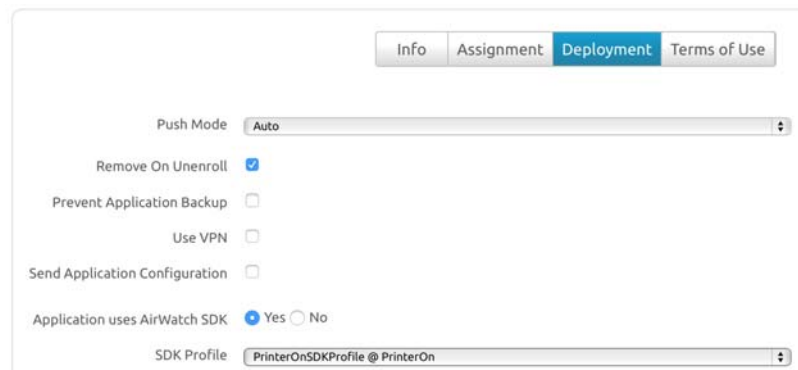 Info Assignment Deployment Terms of Use
Push Mode Auto
Remove On Unenroll
Prevent Application Backup
Use VPN
Send Application Configuration
Application uses AirWatch SDK Yes No
SDK Profile PrinterOnSDKProfile @ PrinterOn